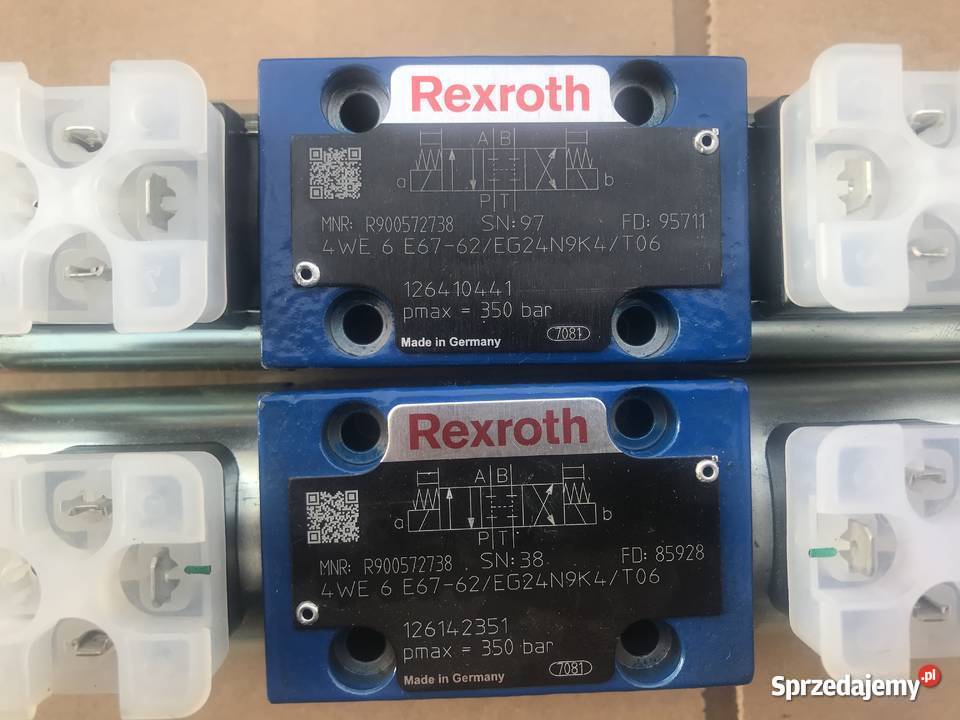 Rexroth
A B
a b
P T
MNR: R900572738 SN: 97 FD: 95711
4WE 6 E67-62/EG24N9K4/T06
126410441
pmax = 350 bar
Made in Germany 7081
Rexroth
A B
a b
P T
MNR: R900572738 SN: 38 FD: 85928
4WE 6 E67-62/EG24N9K4/T06
126142351
pmax = 350 bar
Made in Germany 7081
Sprzedajemy.pl